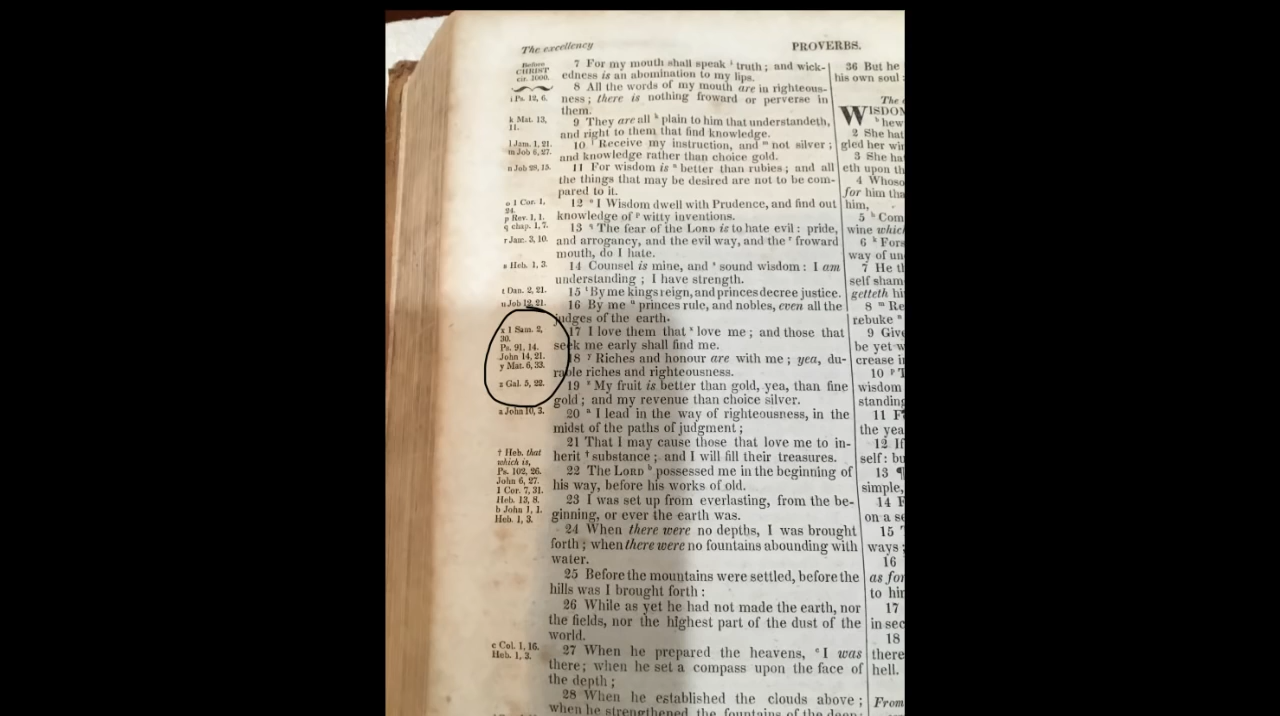 The excellency
PROVERBS.
Before
CHRIST
cir. 1000.
i Ps. 12, 6.
k Mat. 13,
11.
l Jam. 1, 21.
m Job 6, 27.
n Job 28, 15.
o 1 Cor. 1,
24.
p Rev. 1, 1.
q chap. 1, 7.
r Jam. 3, 10.
s Heb. 1, 3.
t Dan. 2, 21.
u Job 12, 21.
x 1 Sam. 2,
30.
Ps. 91, 14.
John 14, 21.
y Mat. 6, 33.
z Gal. 5, 22.
a John 10, 3.
† Heb. that
which is,
Ps. 102, 26.
John 6, 27.
1 Cor. 7, 31.
Heb. 13, 8.
b John 1, 1.
Heb. 1, 3.
c Col. 1, 16.
Heb. 1, 3.
7 For my mouth shall speak i truth; and wick-
edness is an abomination to my lips.
8 All the words of my mouth are in righteous-
ness; there is nothing froward or perverse in
them.
9 They are all k plain to him that understandeth,
and right to them that find knowledge.
10 l Receive my instruction, and m not silver;
and knowledge rather than choice gold.
11 For wisdom is n better than rubies; and all
the things that may be desired are not to be com-
pared to it.
12 o I Wisdom dwell with Prudence, and find out
knowledge of p witty inventions.
13 q The fear of the LORD is to hate evil: pride,
and arrogancy, and the evil way, and the r froward
mouth, do I hate.
14 Counsel is mine, and s sound wisdom: I am
understanding; I have strength.
15 t By me kings reign, and princes decree justice.
16 By me u princes rule, and nobles, even all the
judges of the earth.
17 I love them that x love me; and those that
seek me early shall find me.
18 y Riches and honour are with me; yea, du-
rable riches and righteousness.
19 z My fruit is better than gold, yea, than fine
gold; and my revenue than choice silver.
20 a I lead in the way of righteousness, in the
midst of the paths of judgment;
21 That I may cause those that love me to in-
herit † substance; and I will fill their treasures.
22 The LORD b possessed me in the beginning of
his way, before his works of old.
23 I was set up from everlasting, from the be-
ginning, or ever the earth was.
24 When there were no depths, I was brought
forth; when there were no fountains abounding with
water.
25 Before the mountains were settled, before the
hills was I brought forth:
26 While as yet he had not made the earth, nor
the fields, nor the highest part of the dust of the
world.
27 When he prepared the heavens, c I was
there; when he set a compass upon the face of
the depth;
28 When he established the clouds above;
when he strengthened the fountains of the deep:
36 But he
his own soul:
The
WISDOM
h hew
2 She hat
gled her wi
3 She ha
eth upon th
4 Whoso
for him tha
him,
5 h Com
wine which
6 k Fors
way of un
7 He th
self sham
getteth hi
8 m Re
rebuke n
9 Give
be yet w
crease i
10 p T
wisdom
standing
11 F
the yea
12 If
self: bu
13 ¶
simple,
14 F
on a se
15
ways;
16
as for
to him
17
in sec
18
there
hell.
From